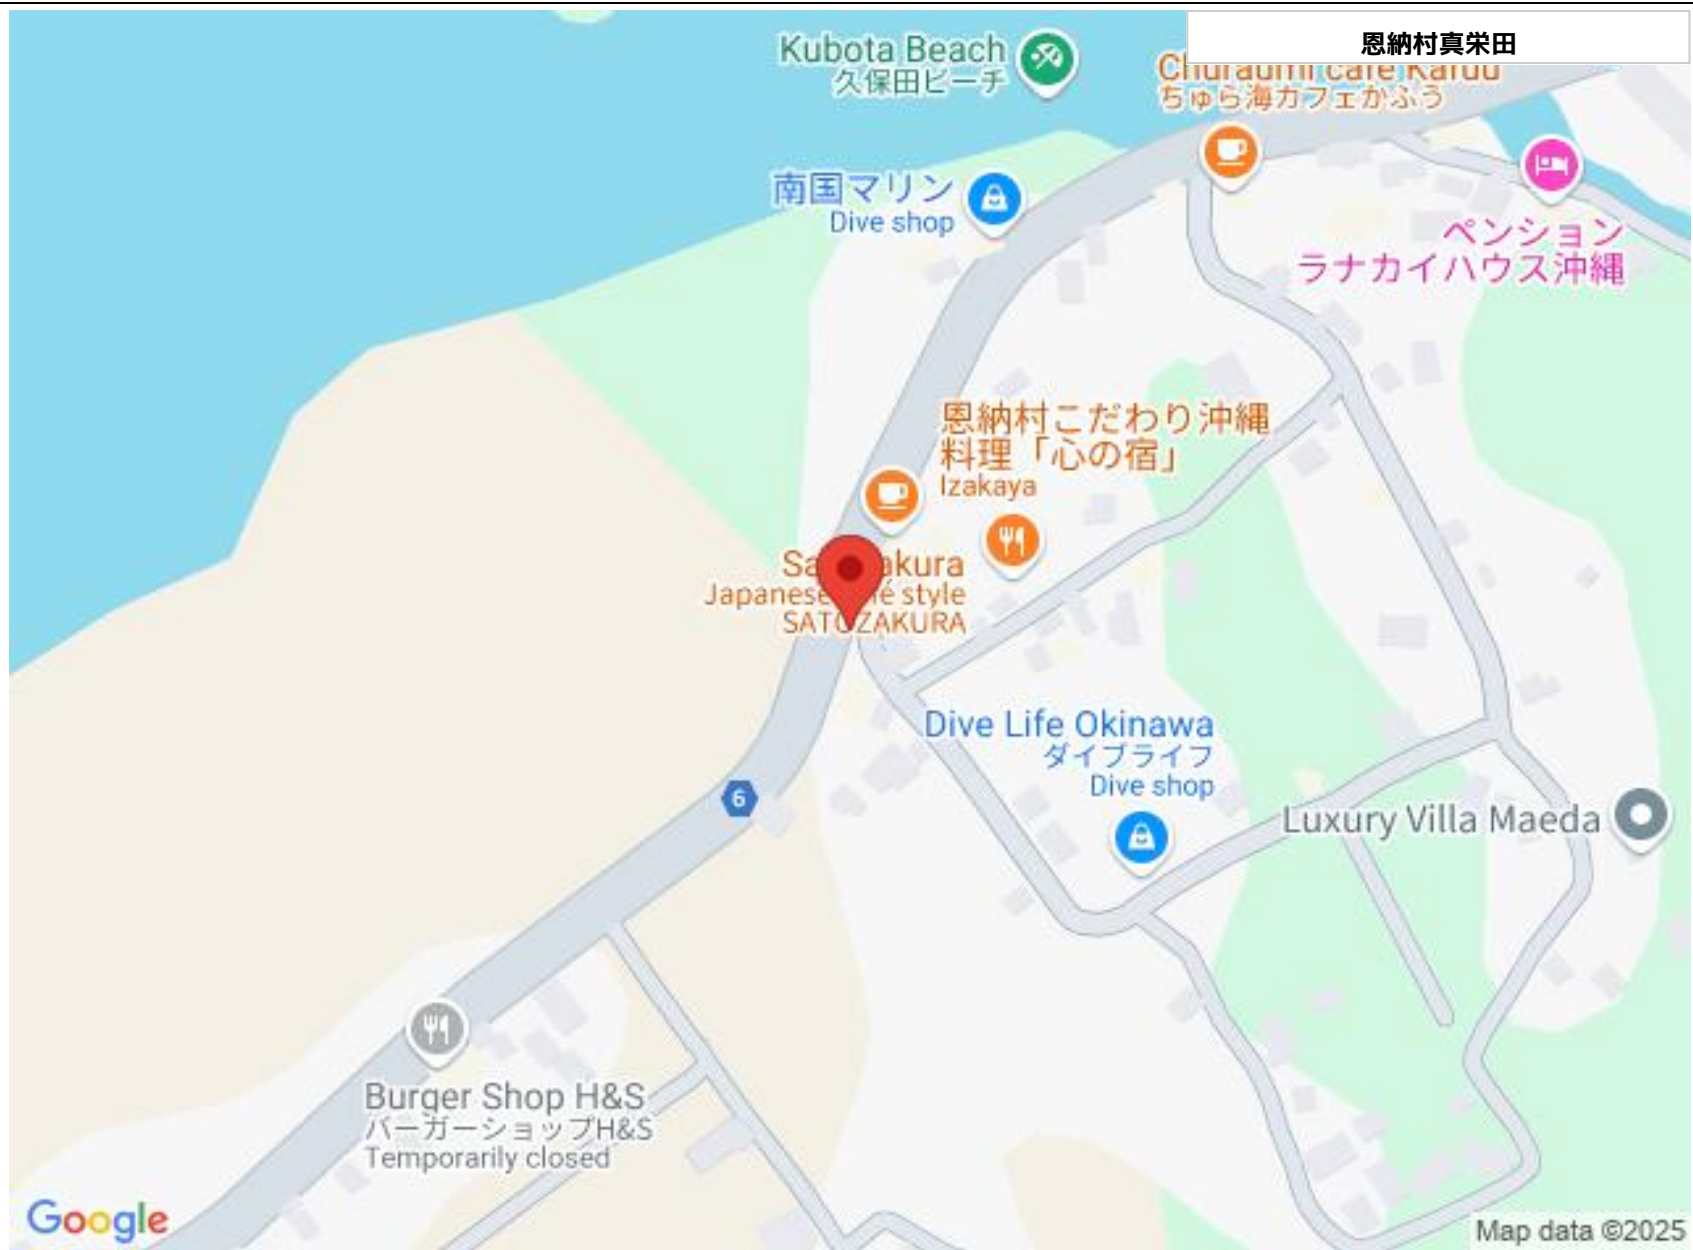 恩納村真栄田
Kubota Beach
久保田ビーチ
Churaumi cafe Kafuu
ちゅら海カフェかふう
南国マリン
Dive shop
ペンション
ラナカイハウス沖縄
恩納村こだわり沖縄
料理「心の宿」
Izakaya
Japanese style
SATOZAKURA
Dive Life Okinawa
ダイブライフ
Dive shop
6
Luxury Villa Maeda
Burger Shop H&S
バーガーショップH&S
Temporarily closed
Google
Map data ©2025